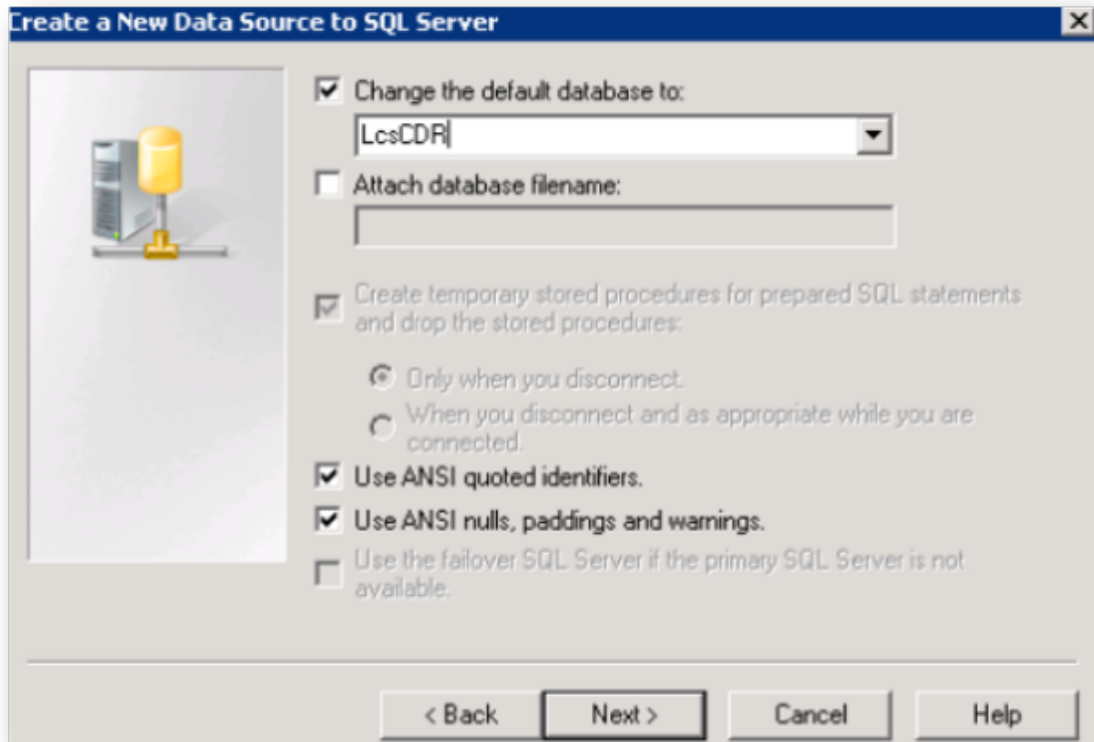 Create a New Data Source to SQL Server
Change the default database to:
LcsCDR
Attach database filename:
Create temporary stored procedures for prepared SQL statements
and drop the stored procedures:
Only when you disconnect.
When you disconnect and as appropriate while you are
connected.
Use ANSI quoted identifiers.
Use ANSI nulls, paddings and warnings.
Use the failover SQL Server if the primary SQL Server is not
available.
< Back Next > Cancel Help